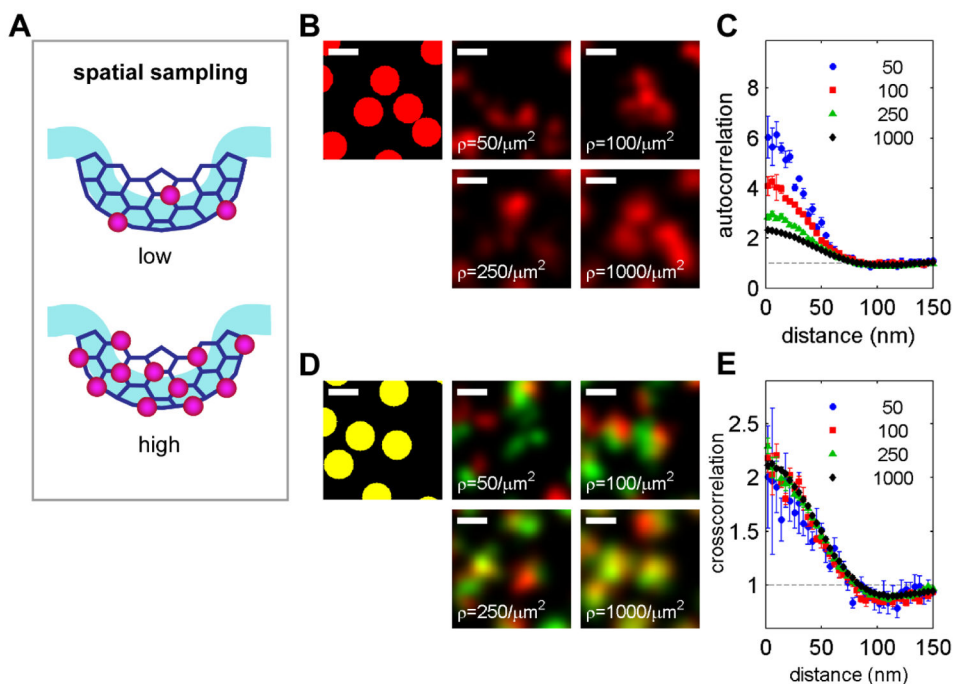 A
spatial sampling
low
high
B
ρ=50/μm²
ρ=100/μm²
ρ=250/μm²
ρ=1000/μm²
C
autocorrelation
8
6
4
2
0
50
100
250
1000
0 50 100 150
distance (nm)
D
ρ=50/μm²
ρ=100/μm²
ρ=250/μm²
ρ=1000/μm²
E
crosscorrelation
2.5
2
1.5
1
50
100
250
1000
0 50 100 150
distance (nm)